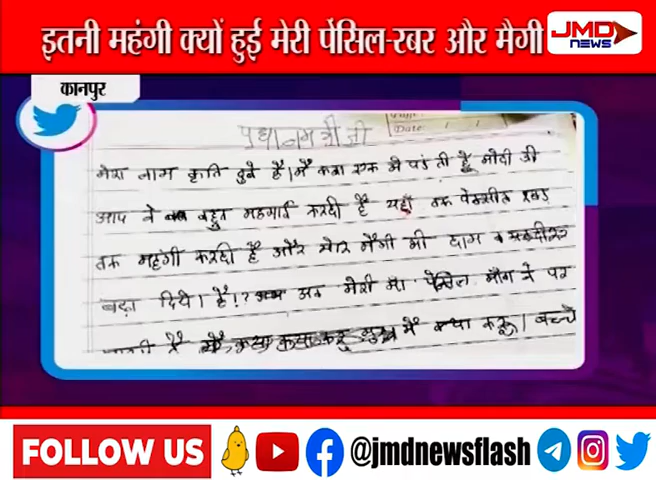 इतनी महंगी क्यों हुई मेरी पेंसिल-रबर और मैगी
JMD
NEWS
कानपुर
प्रधानमंत्री जी
Date: / /
मेरा नाम कृति दुबे है। मैं कक्षा एक मे पढ़ती हूँ मोदी जी
आप ने बहुत महगाई करदी है यहाँ तक पेन्सील रबड़
तक महंगी करदी है और मेरि मैगी भी दाम
बढ़ा दिये। है!? अब मेरी मा पेन्सिल माँगने पर
मारती है मैं क्या करू। बच्चे
FOLLOW US
@jmdnewsflash